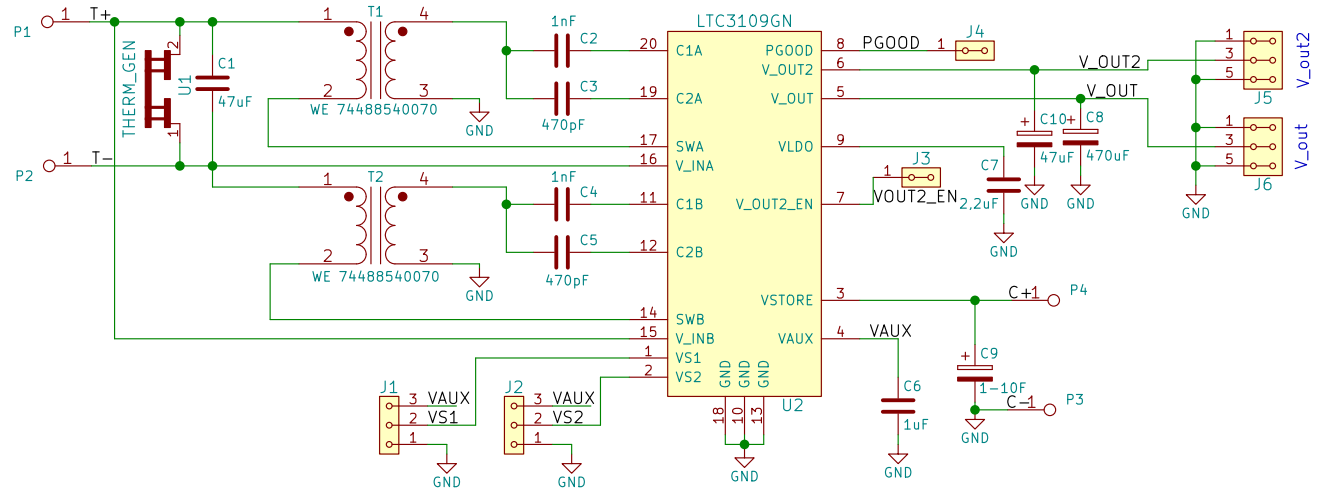 P1
1
T+
THERM_GEN
2
1
U1
C1
47uF
P2
1
T-
T1
1
4
2
3
WE 74488540070
GND
1nF
C2
C3
470pF
T2
1
4
2
3
WE 74488540070
GND
1nF
C4
C5
470pF
LTC3109GN
20 C1A
19 C2A
17 SWA
16 V_INA
11 C1B
12 C2B
14 SWB
15 V_INB
1 VS1
2 VS2
PGOOD 8
V_OUT2 6
V_OUT 5
VLDO 9
V_OUT2_EN 7
VSTORE 3
VAUX 4
GND GND GND
18 10 13
U2
GND
J1
3 VAUX
2 VS1
1
GND
J2
3 VAUX
2 VS2
1
GND
PGOOD
1
J4
V_OUT2
V_OUT
C10
+
47uF
GND
C8
+
470uF
GND
J3
1
VOUT2_EN
C7
2,2uF
GND
1
3
5
J5
V_out2
1
3
5
J6
V_out
GND
C+
1
P4
C9
+
1-10F
C-
1
P3
GND
VAUX
C6
1uF
GND